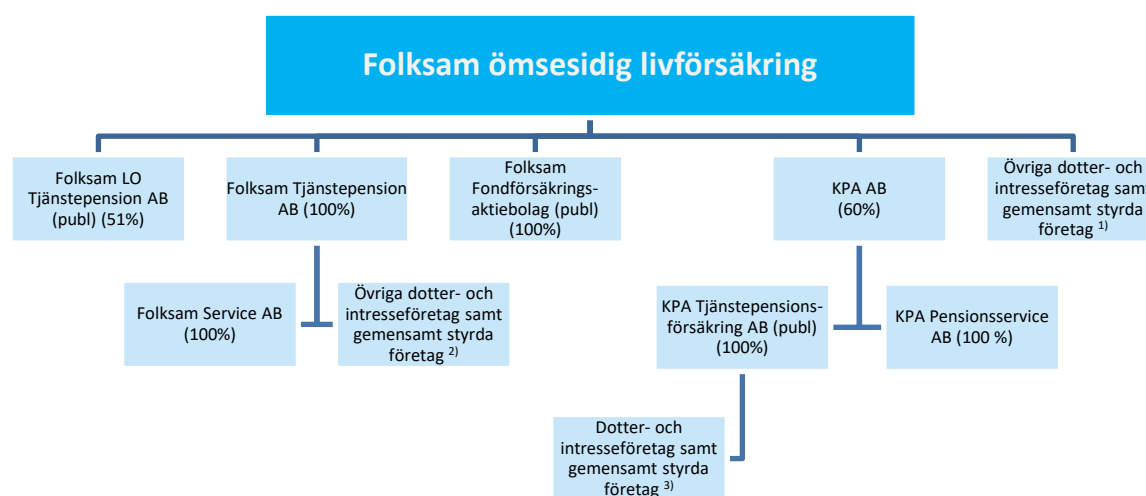 Folksam ömsesidig livförsäkring
Folksam LO
Tjänstepension AB
(publ) (51%)
Folksam Tjänstepension
AB (100%)
Folksam
Fondförsäkrings-
aktiebolag (publ)
(100%)
KPA AB
(60%)
Övriga dotter- och
intresseföretag samt
gemensamt styrda
företag 1)
Folksam Service AB
(100%)
Övriga dotter- och
intresseföretag samt
gemensamt styrda
företag 2)
KPA Tjänstepensions-
försäkring AB (publ)
(100%)
KPA Pensionsservice
AB (100 %)
Dotter- och
intresseföretag samt
gemensamt styrda
företag 3)